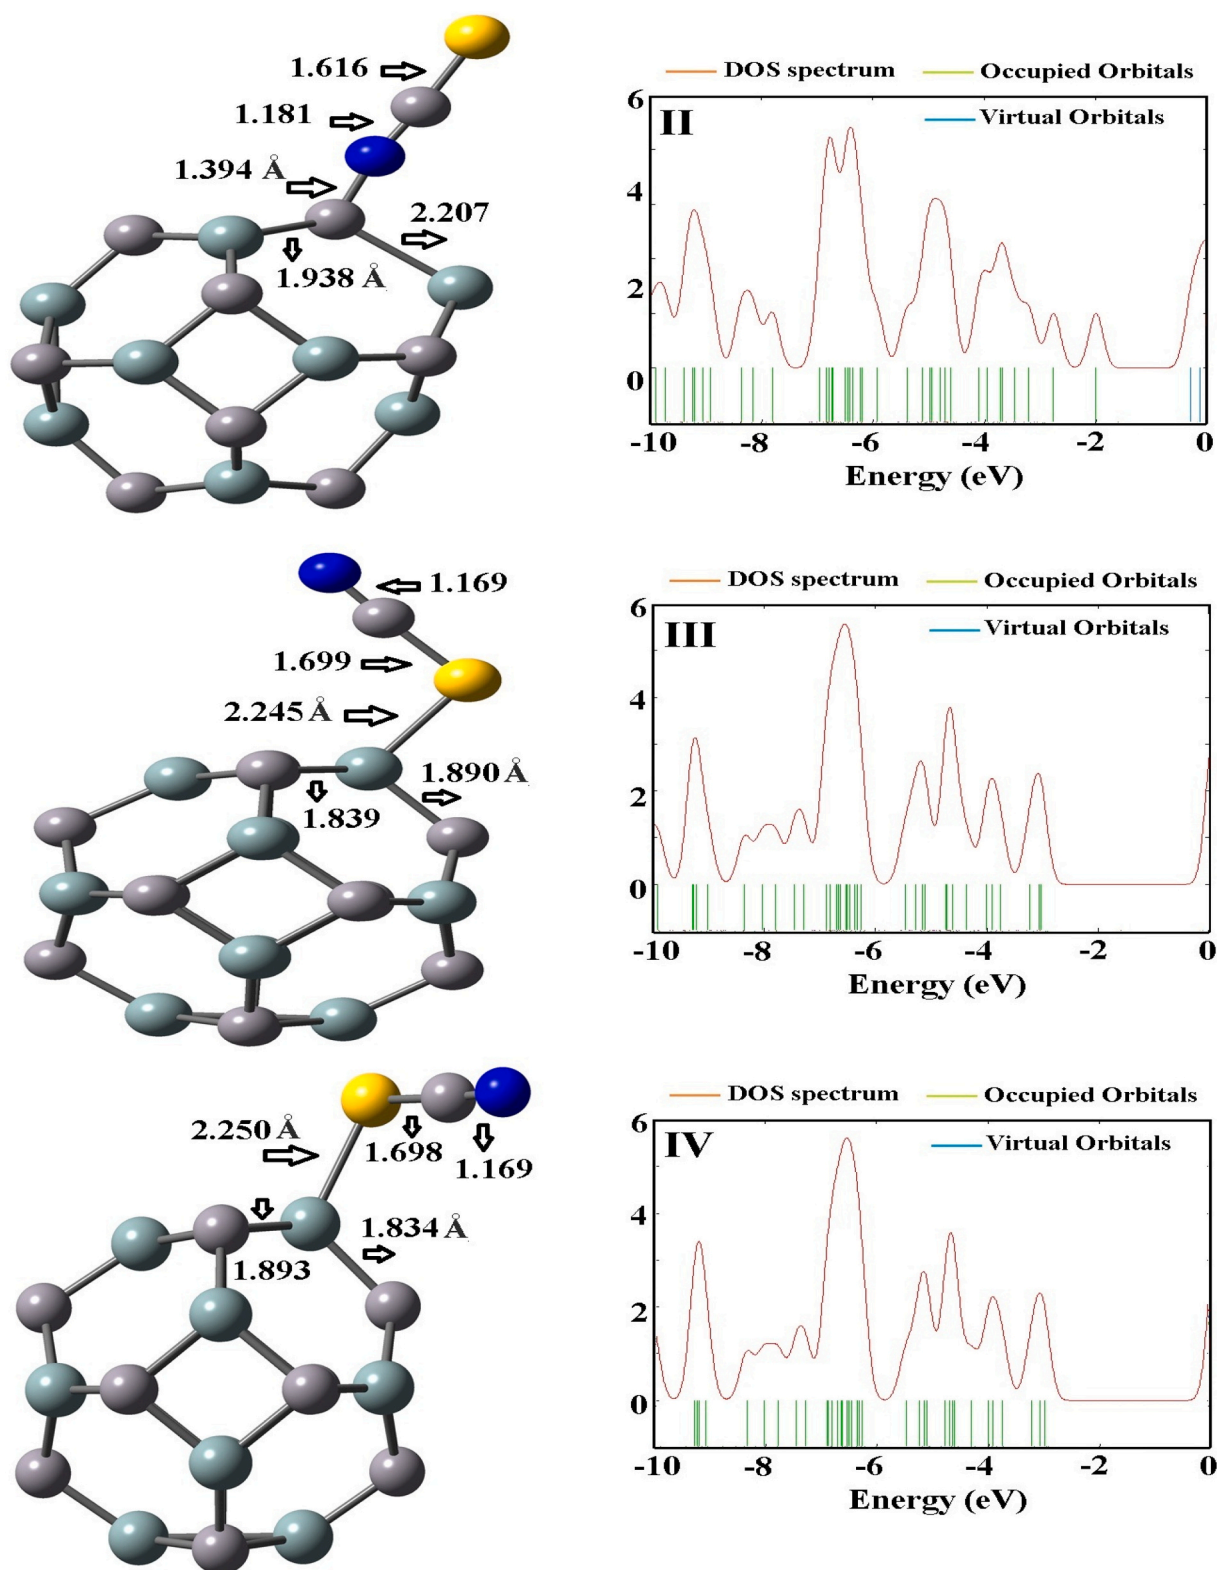 1.616
1.181
1.394 Å
2.207
1.938 Å
DOS spectrum Occupied Orbitals
6
II Virtual Orbitals
4
2
0
-10 -8 -6 -4 -2 0
Energy (eV)
1.169
1.699
2.245 Å
1.890 Å
1.839
DOS spectrum Occupied Orbitals
6
III Virtual Orbitals
4
2
0
-10 -8 -6 -4 -2 0
Energy (eV)
2.250 Å
1.698
1.169
1.834 Å
1.893
DOS spectrum Occupied Orbitals
6
IV Virtual Orbitals
4
2
0
-10 -8 -6 -4 -2 0
Energy (eV)